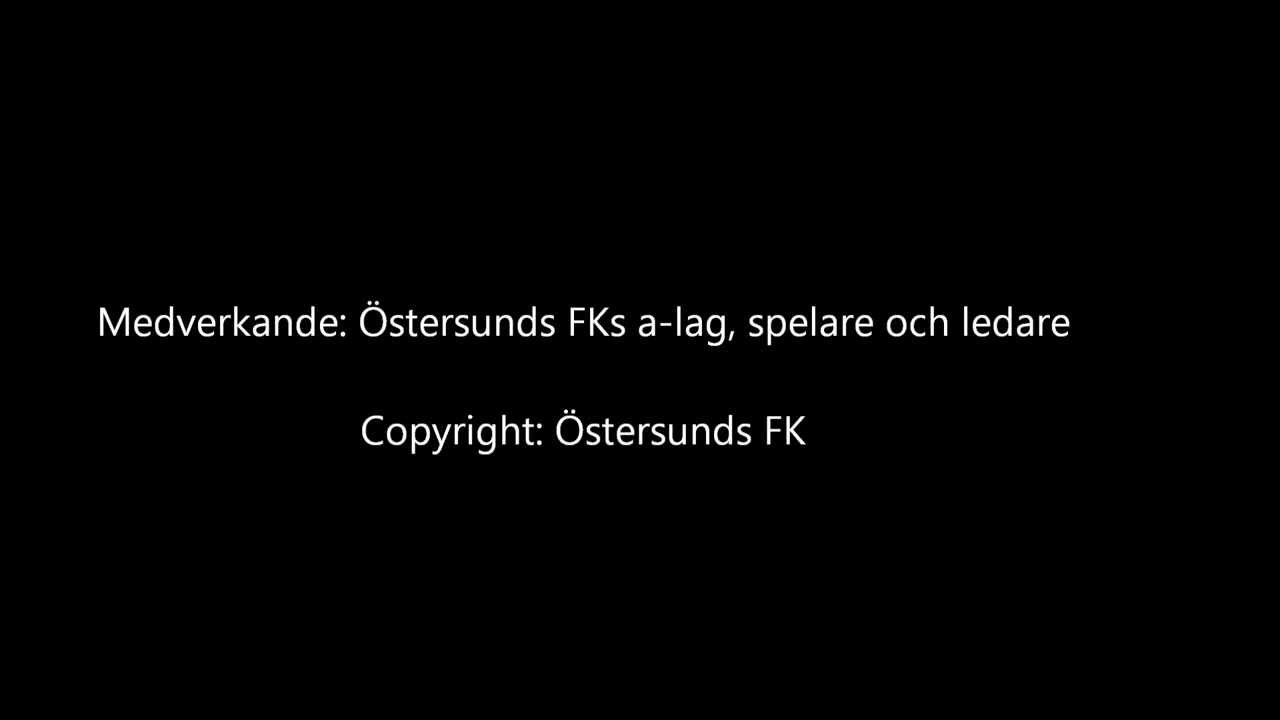 Medverkande: Östersunds FKs a-lag, spelare och ledare
Copyright: Östersunds FK